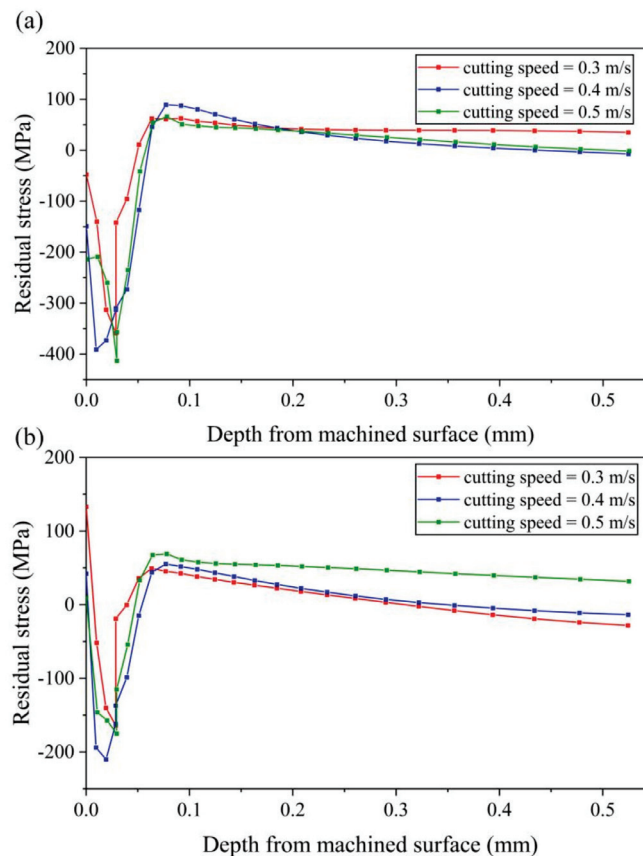 (a)
200
100
0
-100
-200
-300
-400
Residual stress (MPa)
cutting speed = 0.3 m/s
cutting speed = 0.4 m/s
cutting speed = 0.5 m/s
0.0 0.1 0.2 0.3 0.4 0.5
Depth from machined surface (mm)
(b)
200
100
0
-100
-200
Residual stress (MPa)
cutting speed = 0.3 m/s
cutting speed = 0.4 m/s
cutting speed = 0.5 m/s
0.0 0.1 0.2 0.3 0.4 0.5
Depth from machined surface (mm)